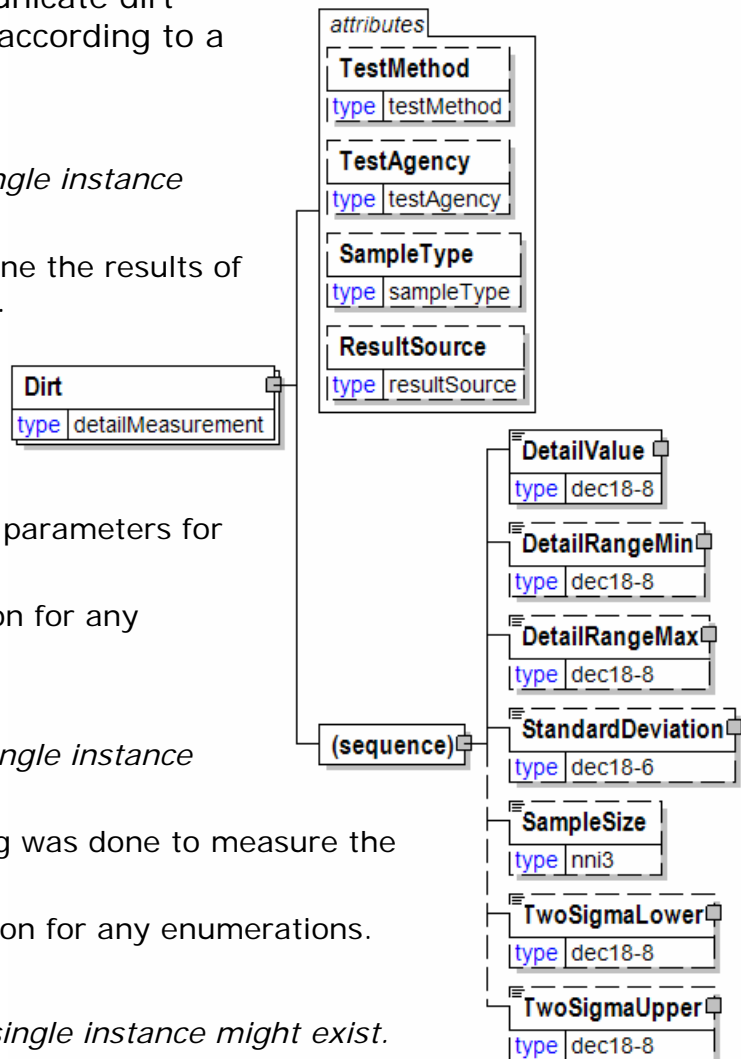 unicate dirt
according to a
ngle instance
ne the results of
.
parameters for
on for any
ngle instance
g was done to measure the
on for any enumerations.
single instance might exist.
Dirt
type detailMeasurement
attributes
TestMethod
type testMethod
TestAgency
type testAgency
SampleType
type sampleType
ResultSource
type resultSource
(sequence)
DetailValue
type dec18-8
DetailRangeMin
type dec18-8
DetailRangeMax
type dec18-8
StandardDeviation
type dec18-6
SampleSize
type nni3
TwoSigmaLower
type dec18-8
TwoSigmaUpper
type dec18-8